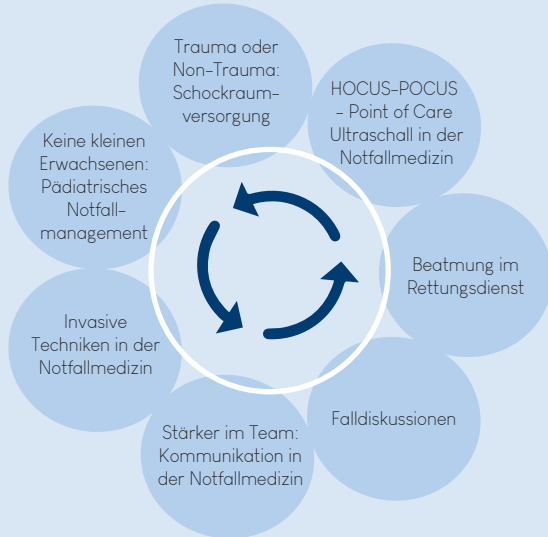 Trauma oder
Non-Trauma:
Schockraum-
versorgung
HOCUS-POCUS
- Point of Care
Ultraschall in der
Notfallmedizin
Beatmung im
Rettungsdienst
Falldiskussionen
Stärker im Team:
Kommunikation in
der Notfallmedizin
Invasive
Techniken in der
Notfallmedizin
Keine kleinen
Erwachsenen:
Pädiatrisches
Notfall-
management